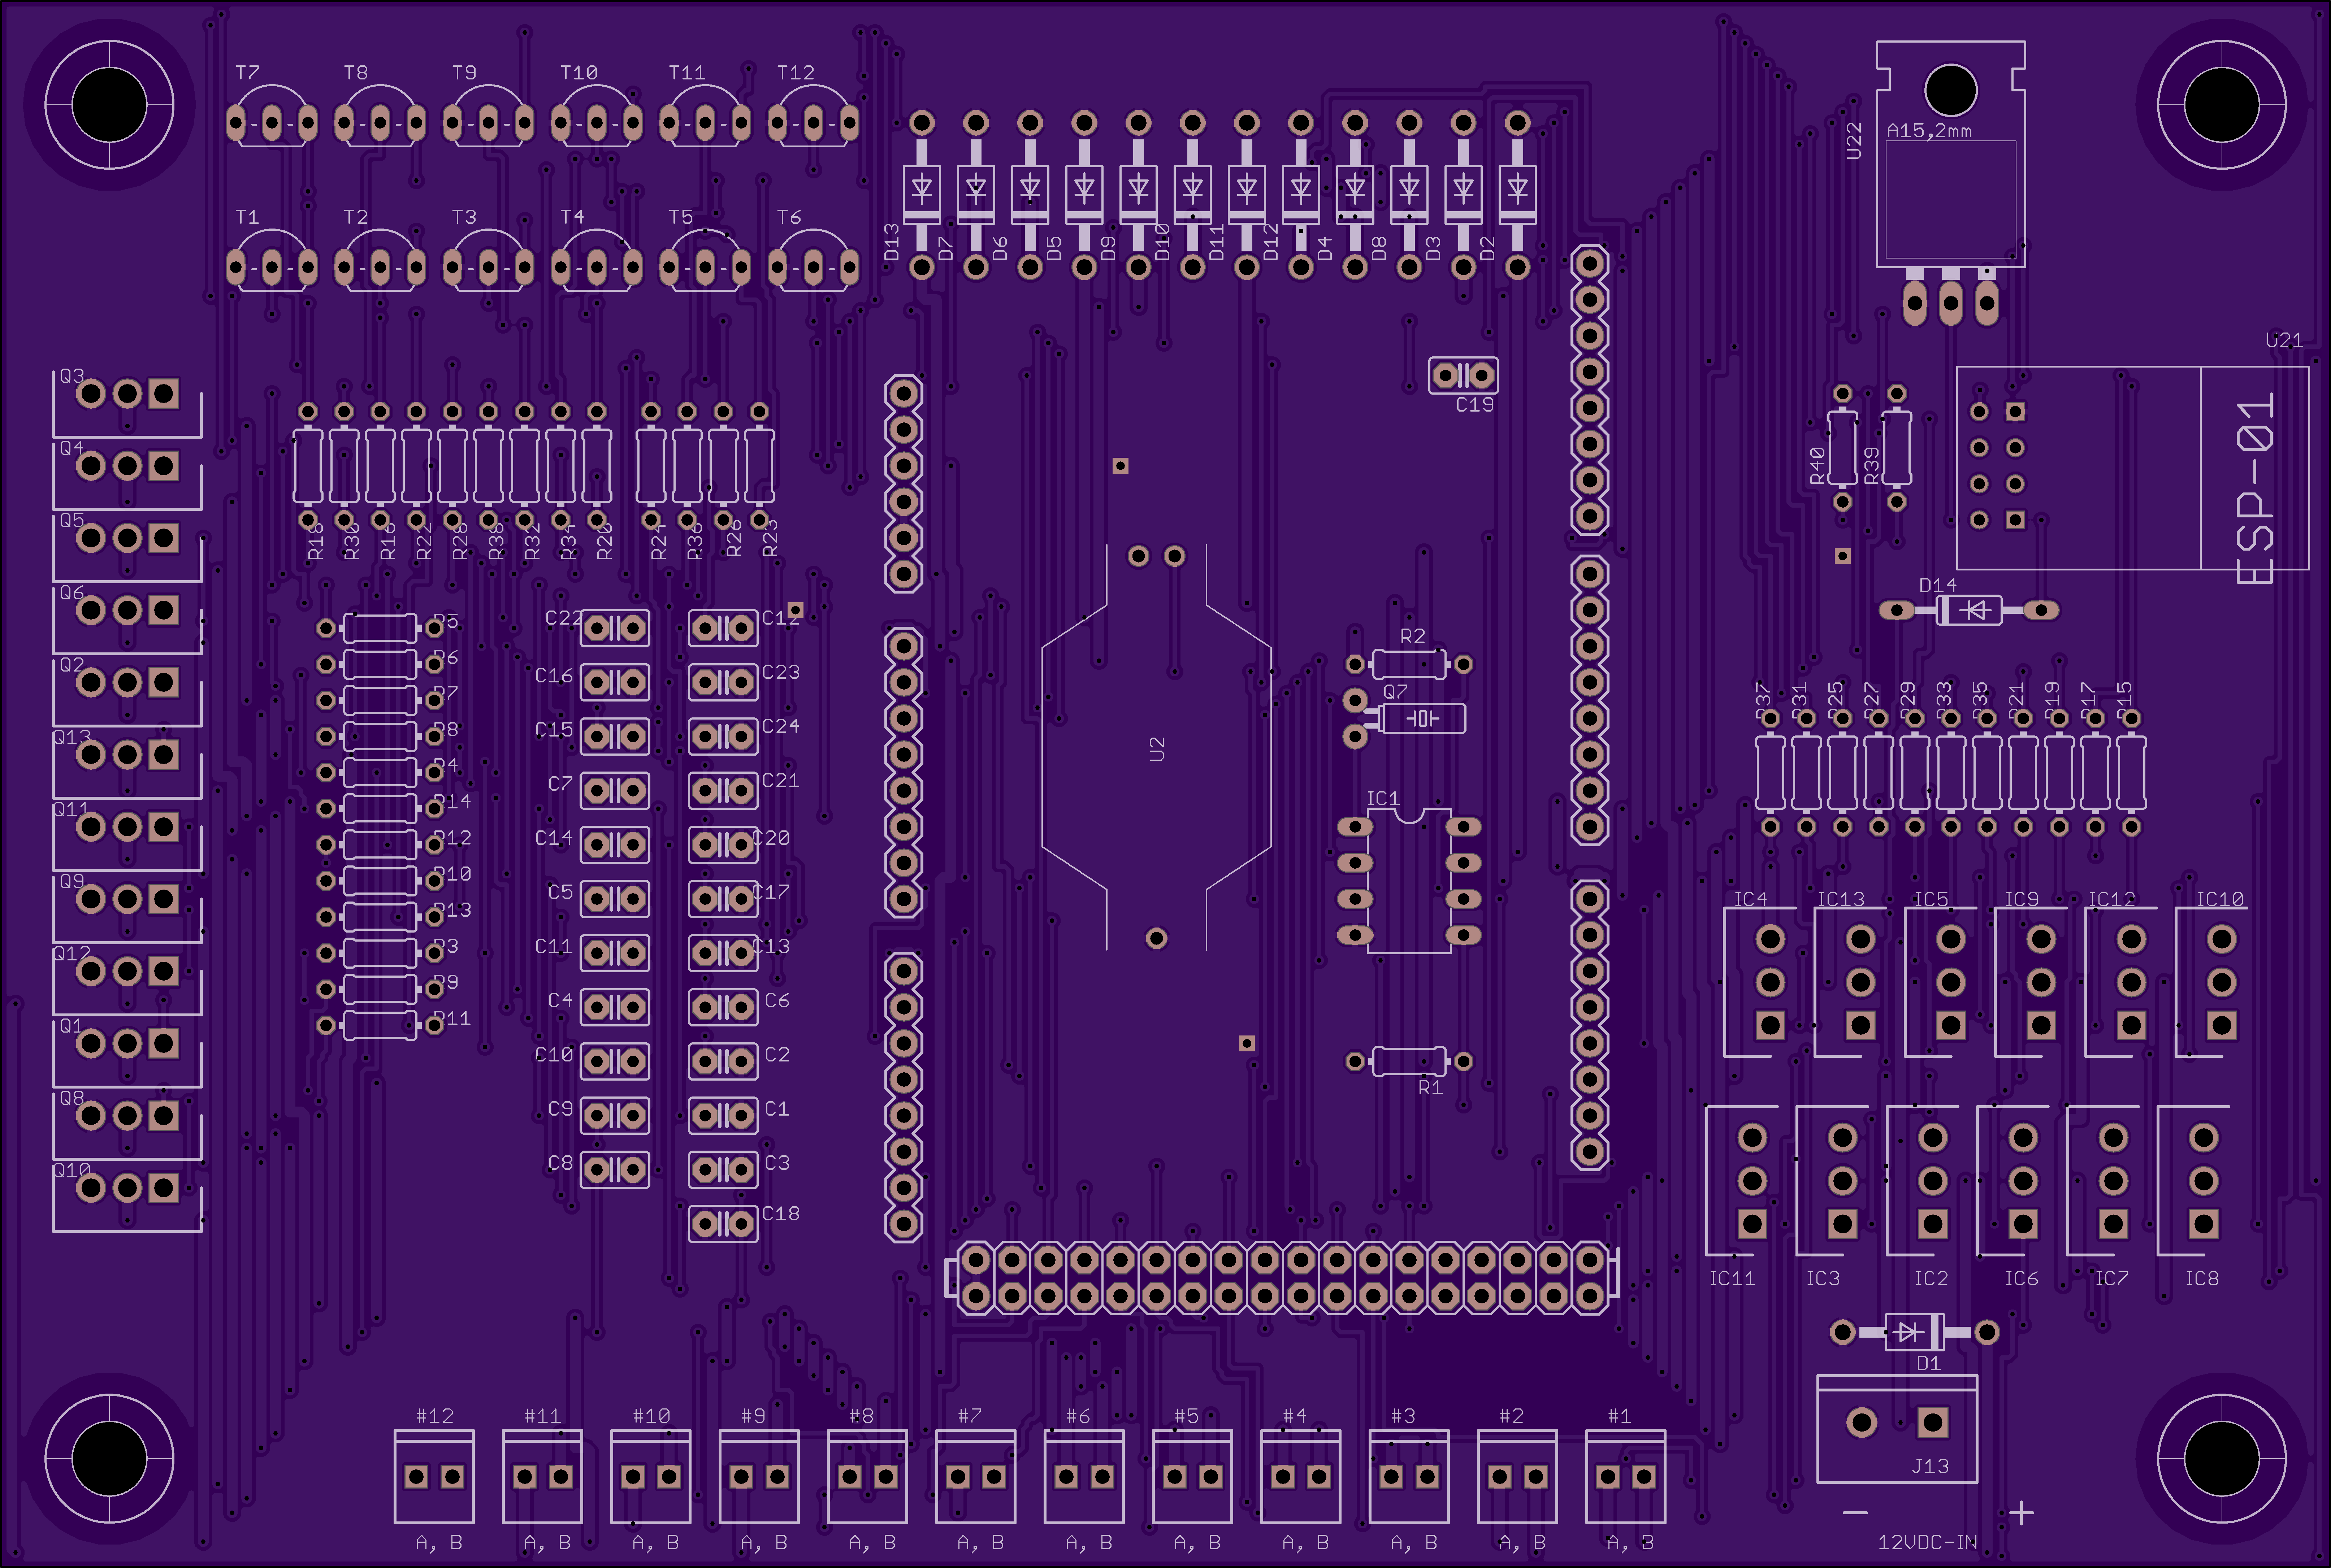 T7 T8 T9 T10 T11 T12
A15,2mm
U22
T1 T2 T3 T4 T5 T6
D13 D7 D6 D5 D9 D10 D11 D12 D4 D8 D3 D2
U21
Q3
C19
ESP-01
Q4
R40 R39
Q5
R18 R30 R16 R22 R28 R38 R32 R34 R20 R24 R36 R26 R23
Q6
D14
C22 C12
R5
R2
Q2
R6
C16 C23
Q7
R7
R37 R31 R25 R27 R29 R33 R35 R21 R19 R17 R15
Q13
R8
C15 C24
U2
R4
C7 C21
Q11
R14
IC1
R12
C14 C20
Q9
R10
C5 C17
IC4 IC13 IC5 IC9 IC12 IC10
R13
Q12
R3
C11 C13
R9
C4 C6
Q1
R11
C10 C2
R1
Q8
C9 C1
Q10
C8 C3
C18
IC11 IC3 IC2 IC6 IC7 IC8
D1
#12 #11 #10 #9 #8 #7 #6 #5 #4 #3 #2 #1
J13
- +
A, B A, B A, B A, B A, B A, B A, B A, B A, B A, B A, B A, B
12VDC-IN